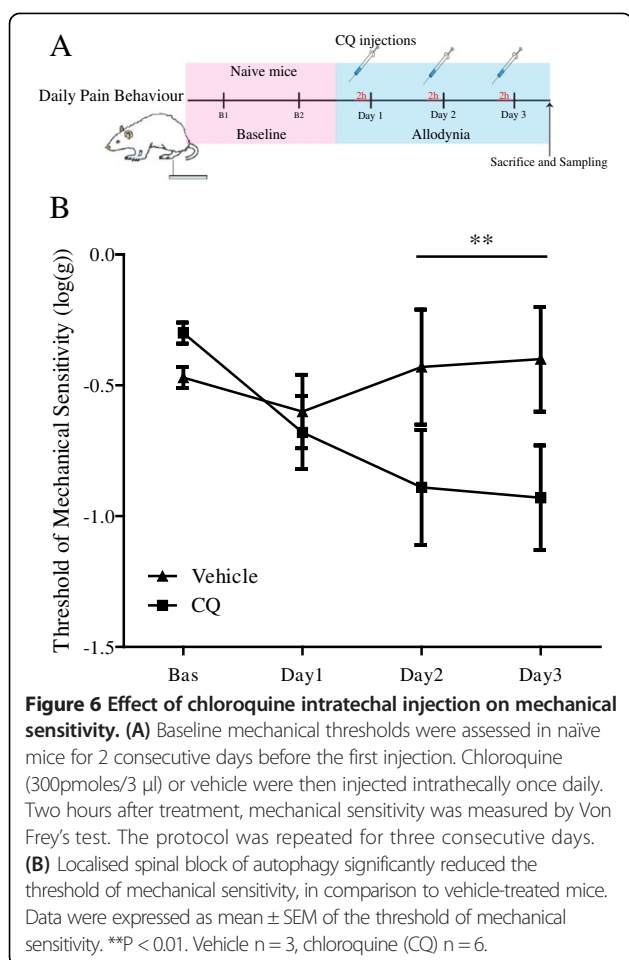 A
CQ injections
Naive mice
Daily Pain Behaviour
2h 2h 2h
B1 B2 Day 1 Day 2 Day 3
Baseline Allodynia
Sacrifice and Sampling
B
**
Threshold of Mechanical Sensitivity (log(g))
0.0
-0.5
-1.0
-1.5
Vehicle
CQ
Bas Day1 Day2 Day3
Figure 6 Effect of chloroquine intratechal injection on mechanical
sensitivity. (A) Baseline mechanical thresholds were assessed in naïve
mice for 2 consecutive days before the first injection. Chloroquine
(300pmoles/3 μl) or vehicle were then injected intrathecally once daily.
Two hours after treatment, mechanical sensitivity was measured by Von
Frey's test. The protocol was repeated for three consecutive days.
(B) Localised spinal block of autophagy significantly reduced the
threshold of mechanical sensitivity, in comparison to vehicle-treated mice.
Data were expressed as mean ± SEM of the threshold of mechanical
sensitivity. **P < 0.01. Vehicle n = 3, chloroquine (CQ) n = 6.